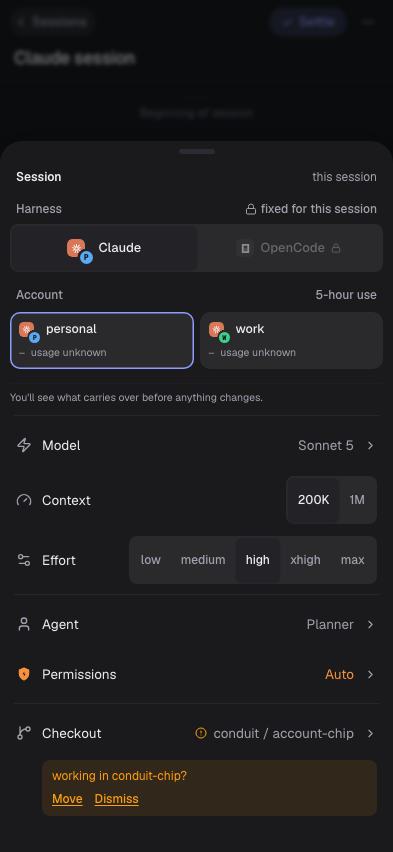 Sessions
Settle
Claude session
Beginning of session
Session this session
Harness fixed for this session
Claude OpenCode
P
Account 5-hour use
personal work
P W
– usage unknown – usage unknown
You'll see what carries over before anything changes.
Model Sonnet 5
Context 200K 1M
Effort low medium high xhigh max
Agent Planner
Permissions Auto
Checkout conduit / account-chip
working in conduit-chip?
Move Dismiss